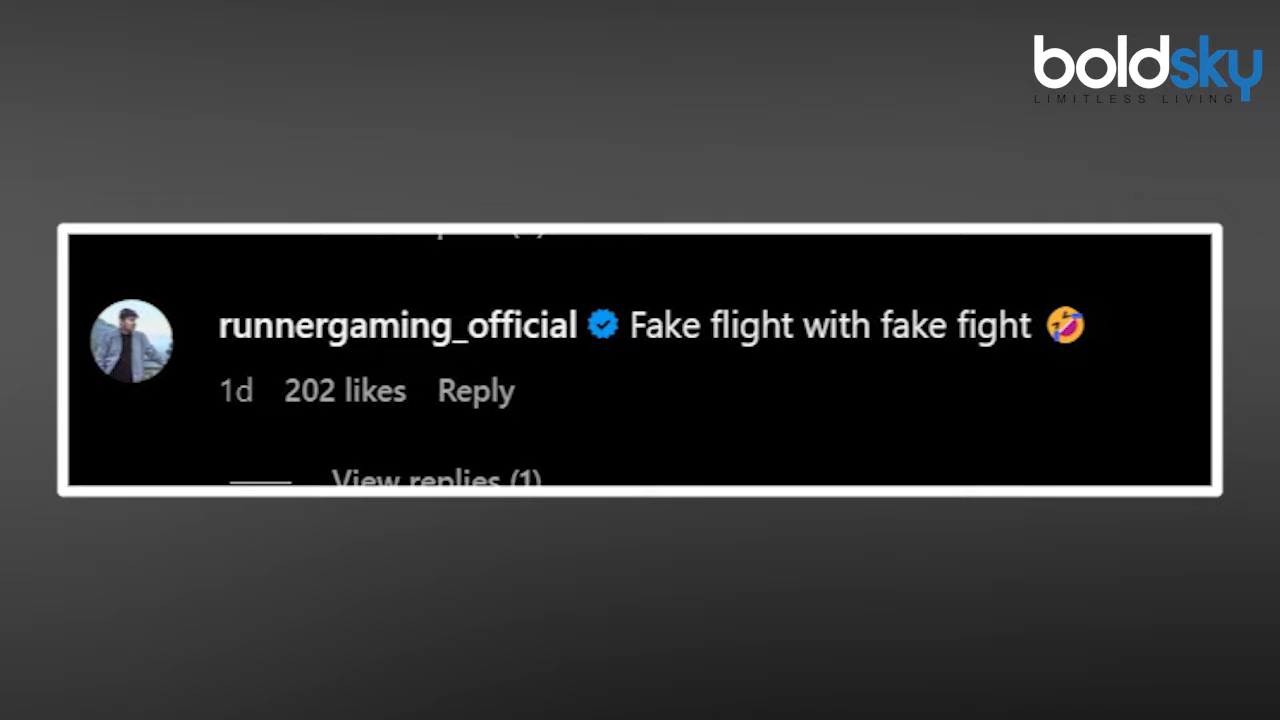 boldsky
LIMITLESS LIVING
runnergaming_official Fake flight with fake fight 🤣
1d 202 likes Reply
View replies (1)